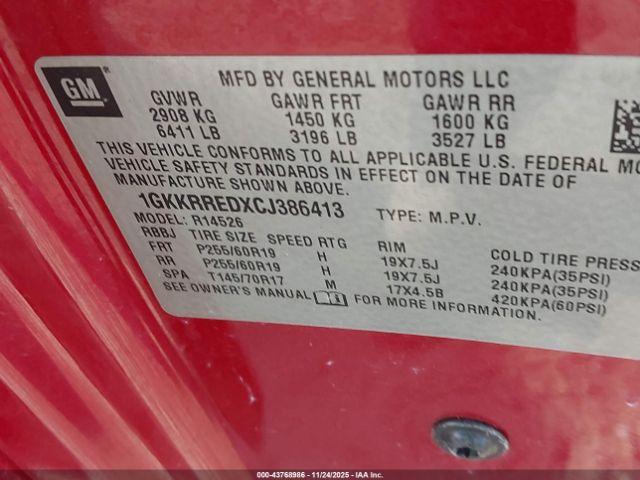 GM
MFD BY GENERAL MOTORS LLC
GVWR GAWR FRT GAWR RR
2908 KG 1450 KG 1600 KG
6411 LB 3196 LB 3527 LB
THIS VEHICLE CONFORMS TO ALL APPLICABLE U.S. FEDERAL MO
VEHICLE SAFETY STANDARDS IN EFFECT ON THE DATE OF
MANUFACTURE SHOWN ABOVE.
1GKKRREDXCJ386413 TYPE: M.P.V.
MODEL: R14526
RBBJ TIRE SIZE SPEED RTG RIM COLD TIRE PRESS
FRT P255/60R19 H 19X7.5J 240KPA(35PSI)
RR P255/60R19 H 19X7.5J 240KPA(35PSI)
SPA T145/70R17 M 17X4.5B 420KPA(60PSI)
SEE OWNER'S MANUAL FOR MORE INFORMATION.
000-43768986 - 11/24/2025 - IAA Inc.